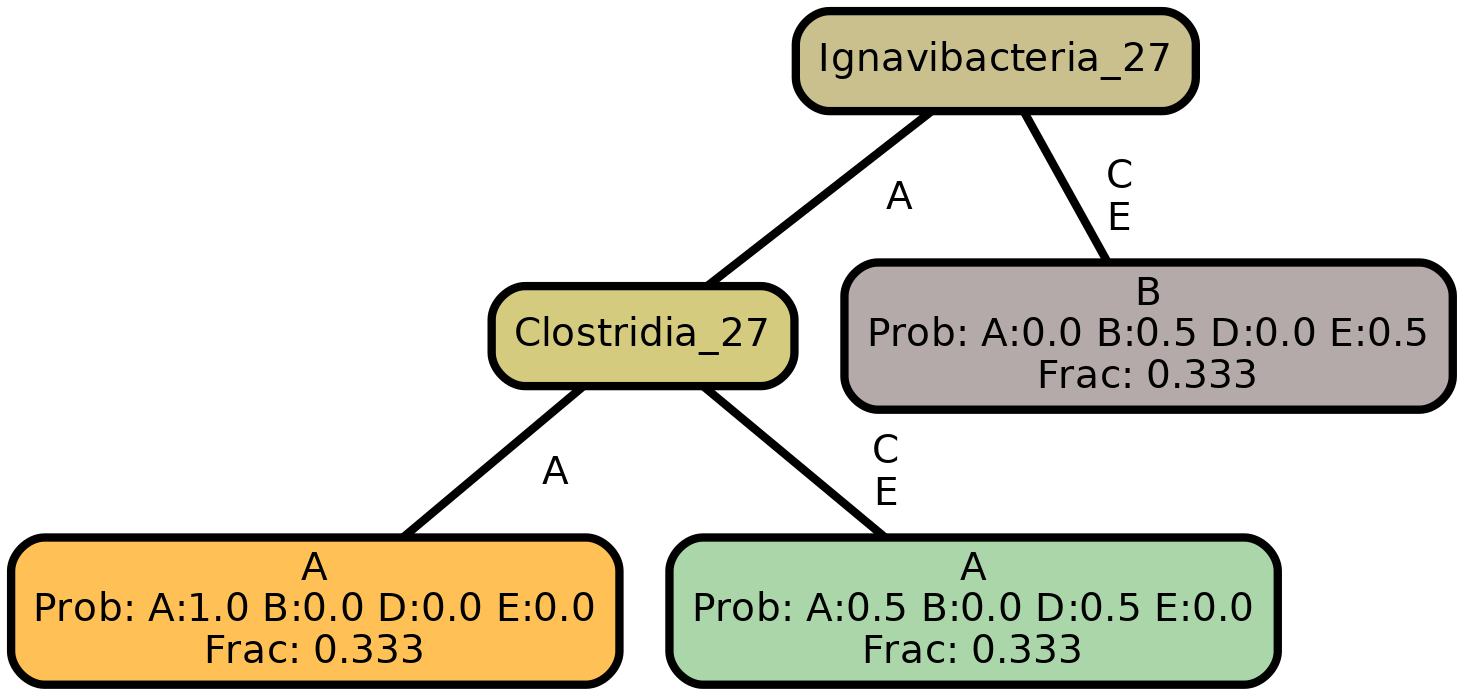 Ignavibacteria_27
A
C
E
Clostridia_27
B
Prob: A:0.0 B:0.5 D:0.0 E:0.5
Frac: 0.333
A
C
E
A
Prob: A:1.0 B:0.0 D:0.0 E:0.0
Frac: 0.333
A
Prob: A:0.5 B:0.0 D:0.5 E:0.0
Frac: 0.333